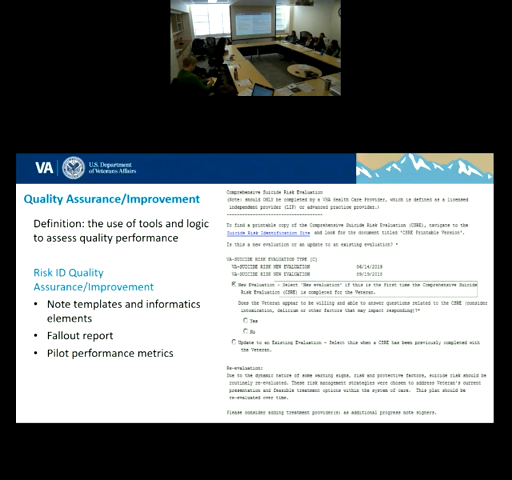 VA
U.S. Department
of Veterans Affairs
Quality Assurance/Improvement
Definition: the use of tools and logic
to assess quality performance
Risk ID Quality
Assurance/Improvement
• Note templates and informatics
elements
• Fallout report
• Pilot performance metrics
Comprehensive Suicide Risk Evaluation
(Note: should ONLY be completed by a VHA Health Care Provider, which is defined as a licensed
independent provider (LIP) or advanced practice provider.)
To find a printable copy of the Comprehensive Suicide Risk Evaluation (CSRE), navigate to the
Suicide Risk Identification Site and look for the document titled "CSRE Printable Version".
Is this a new evaluation or an update to an existing evaluation? *
VA-SUICIDE RISK EVALUATION TYPE (C)
VA-SUICIDE RISK NEW EVALUATION
VA-SUICIDE RISK NEW EVALUATION
New Evaluation - Select 'New evaluation' if this is the first time the Comprehensive Suicide
Risk Evaluation (CSRE) is completed for the Veteran.
Does the Veteran appear to be willing and able to answer questions related to the CSRE (consider
intoxication, delirium or other factors that may impact responding)?*
Yes
No
Update to an Existing Evaluation - Select this when a CSRE has been previously completed with
the Veteran.
Re-evaluation:
Due to the dynamic nature of some warning signs, risk and protective factors, suicide risk should be
routinely re-evaluated. These risk management strategies were chosen to address Veteran's current
presentation and feasible treatment options within the system of care. This plan should be
re-evaluated over time.
Please consider adding treatment provider(s) as additional progress note signers.